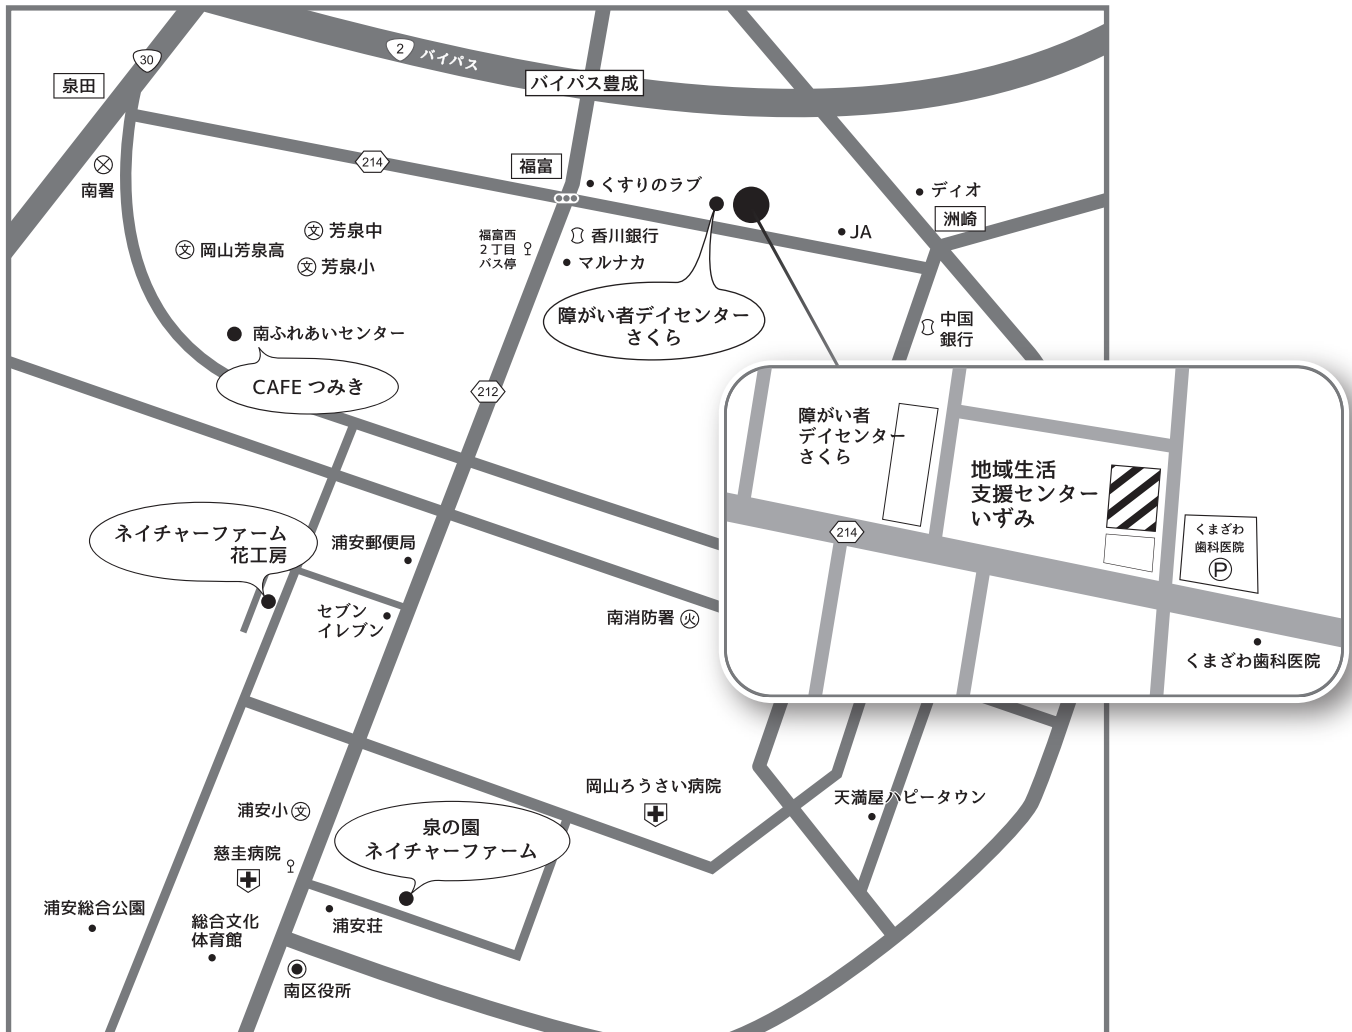 30
2
バイパス
泉田
バイパス豊成
214
福富
くすりのラブ
ディオ
南署
洲崎
文 芳泉中
文 岡山芳泉高
文 芳泉小
福富西
2丁目
バス停
香川銀行
マルナカ
JA
障がい者デイセンター
さくら
中国
銀行
南ふれあいセンター
CAFE つみき
212
障がい者
デイセンター
さくら
地域生活
支援センター
いずみ
214
くまざわ
歯科医院
P
くまざわ歯科医院
ネイチャーファーム
花工房
浦安郵便局
セブン
イレブン
南消防署 火
岡山ろうさい病院
天満屋ハピータウン
浦安小 文
泉の園
ネイチャーファーム
慈圭病院
浦安総合公園
総合文化
体育館
浦安荘
南区役所